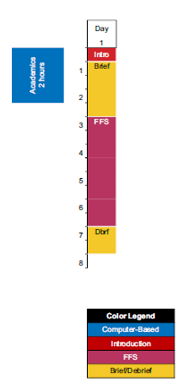 Day
1
Intro
Academics
2 hours
1
Brief
2
3
FFS
4
5
6
7
Dbrf
8
Color Legend
Computer-Based
Introduction
FFS
Brief/Debrief